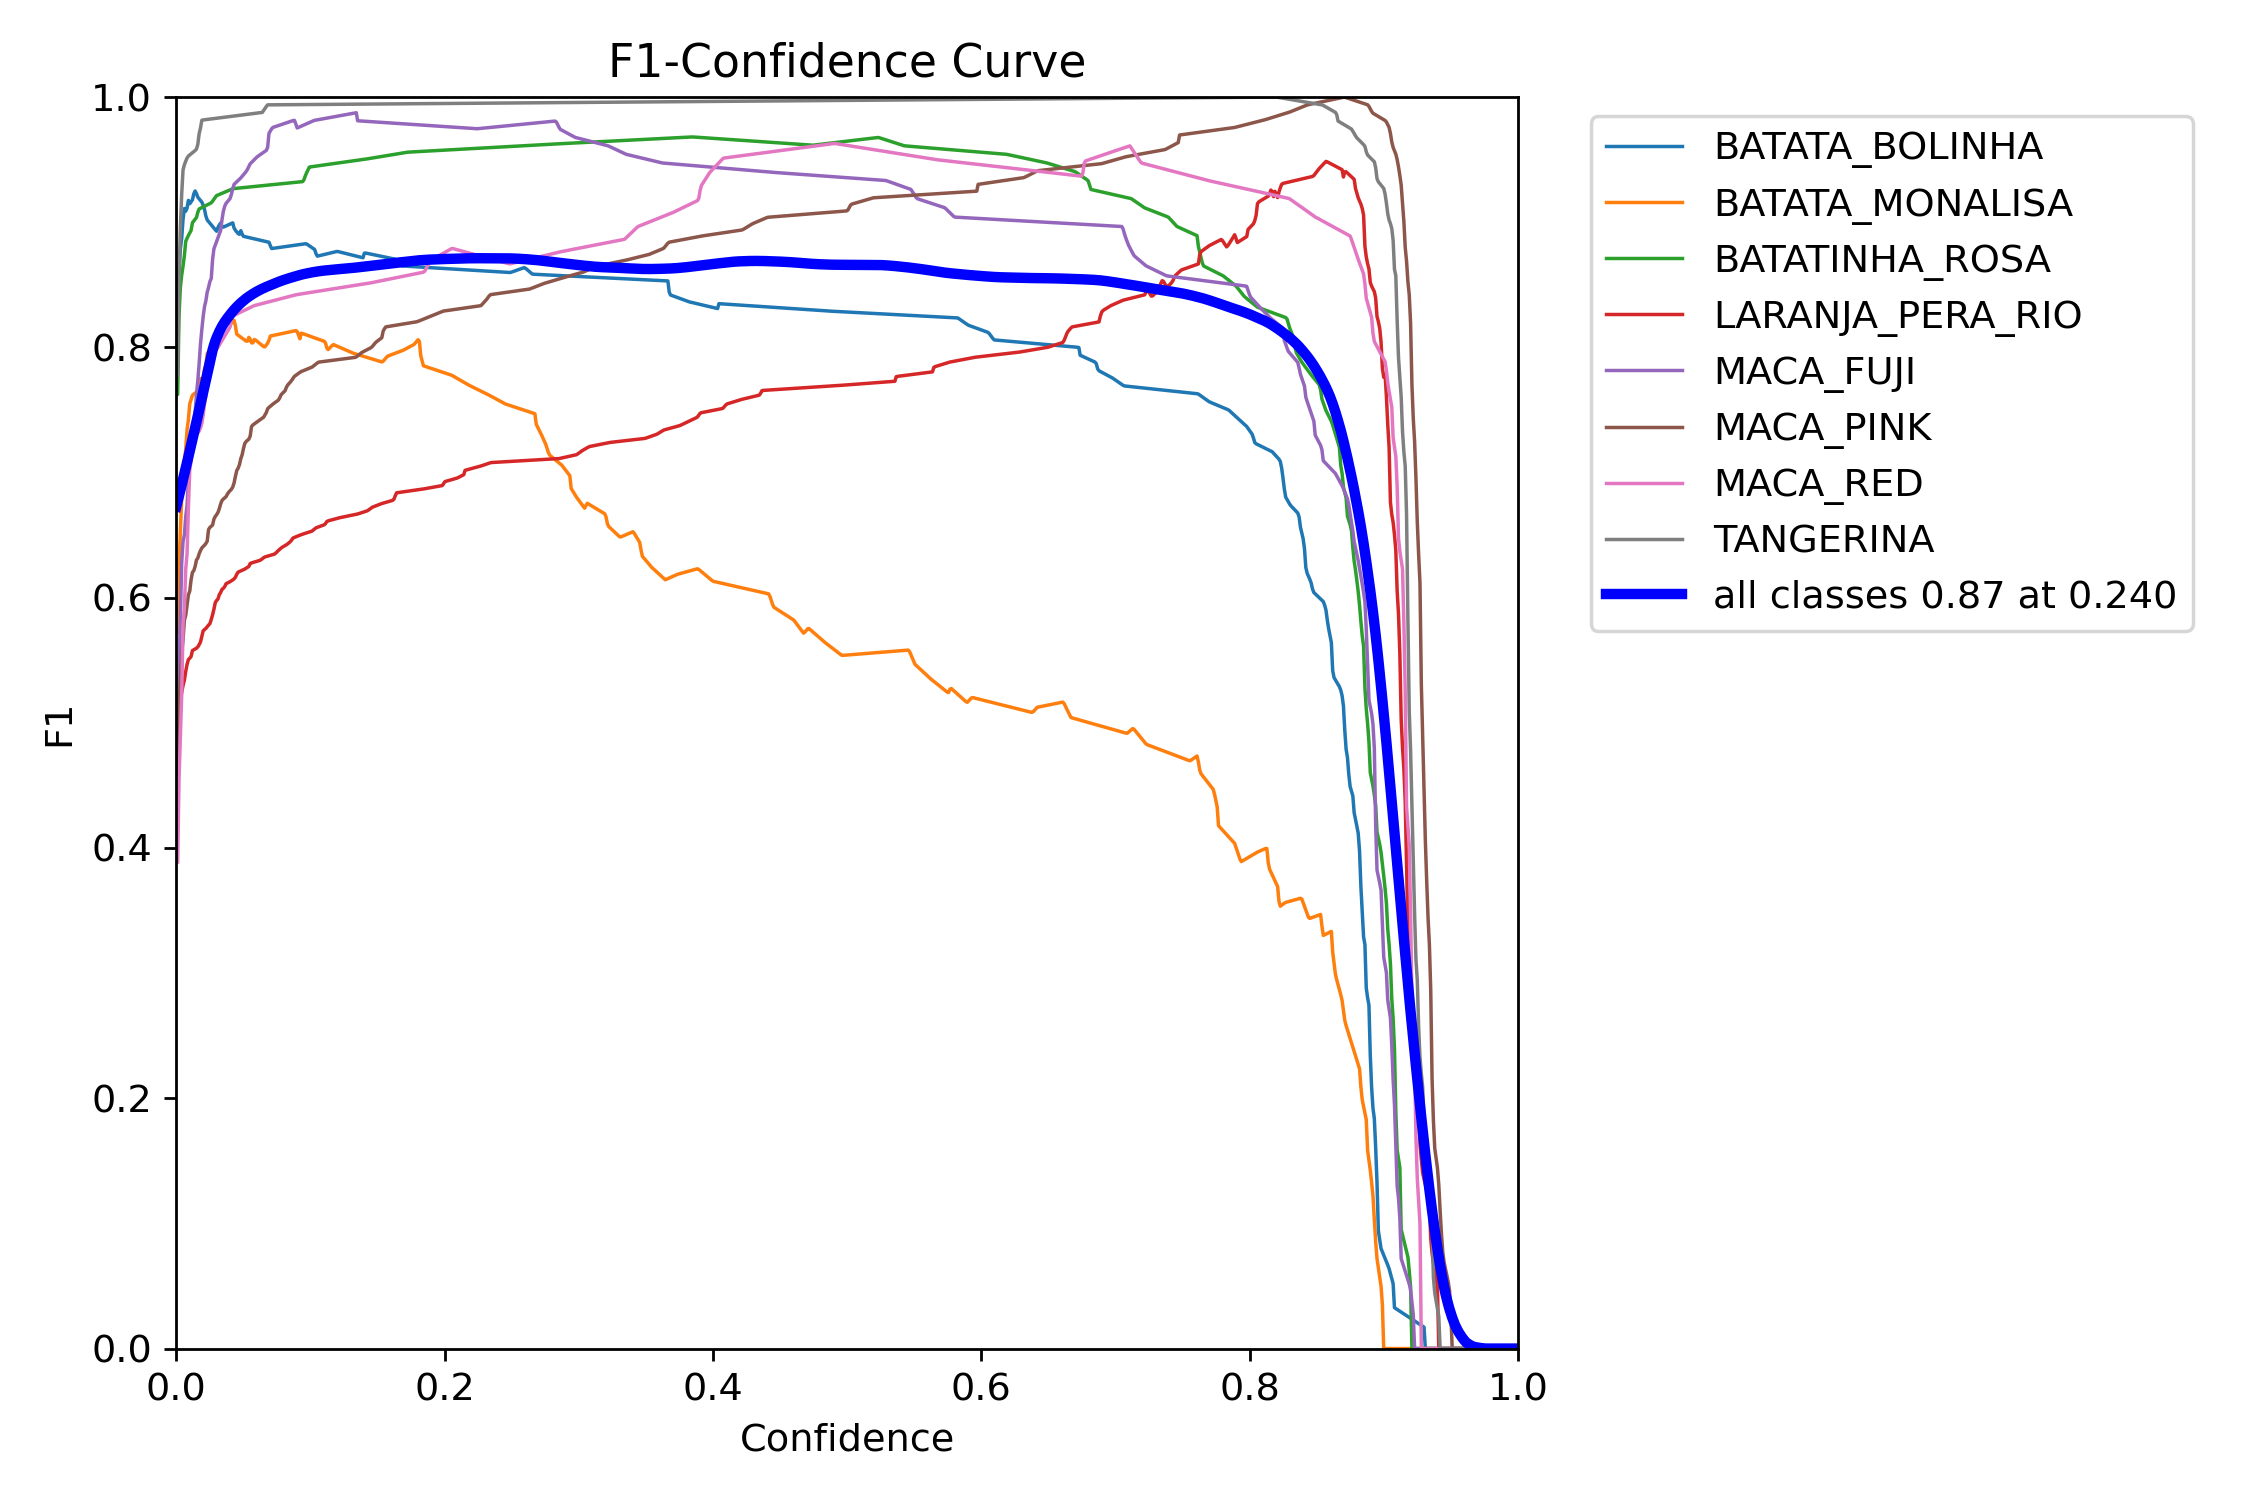 F1-Confidence Curve
1.0
0.8
0.6
0.4
0.2
0.0
F1
0.0 0.2 0.4 0.6 0.8 1.0
Confidence
BATATA_BOLINHA
BATATA_MONALISA
BATATINHA_ROSA
LARANJA_PERA_RIO
MACA_FUJI
MACA_PINK
MACA_RED
TANGERINA
all classes 0.87 at 0.240